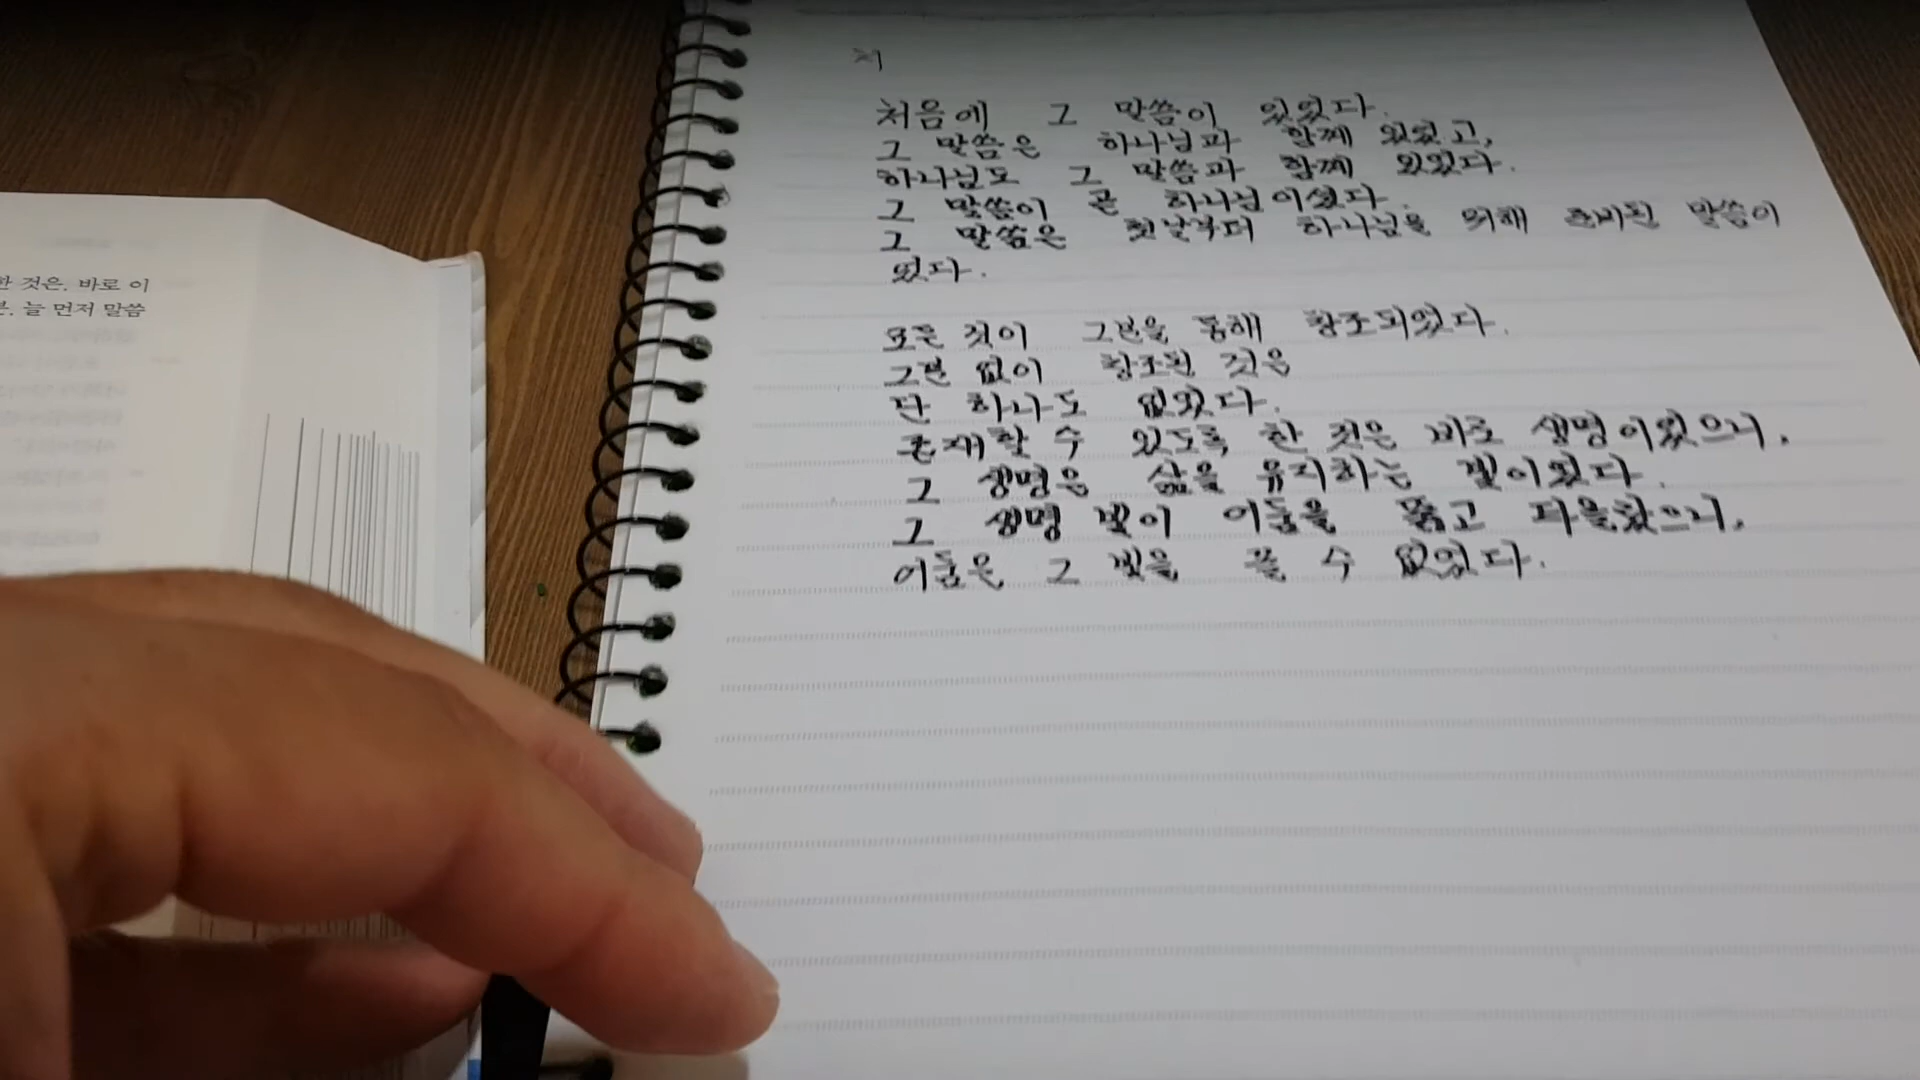 한 것은. 바로 이
분. 늘 먼저 말씀
처
처음에 그 말씀이 있었다.
그 말씀은 하나님과 함께 있었고,
하나님도 그 말씀과 함께 있었다.
그 말씀이 곧 하나님이셨다.
그 말씀은 첫날부터 하나님을 위해 준비된 말씀이
었다.
모든 것이 그분을 통해 창조되었다.
그분 없이 창조된 것은
단 하나도 없었다.
존재할 수 있도록 한 것은 바로 생명이었으니,
그 생명은 삶을 유지하는 빛이었다.
그 생명 빛이 어둠을 뚫고 타올랐으니,
어둠은 그 빛을 끌 수 없었다.